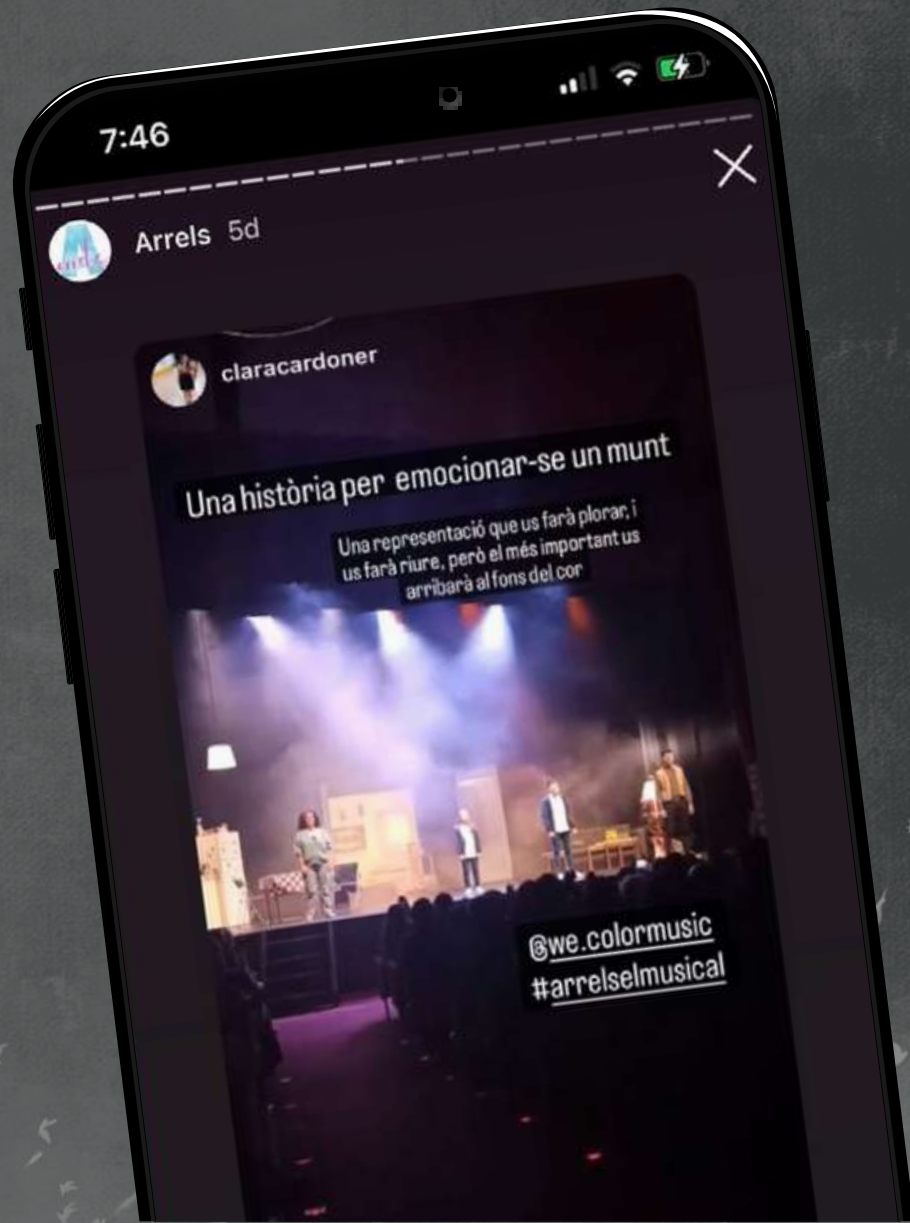 7:46
Arrels 5d
claracardoner
Una història per emocionar-se un munt
Una representació que us farà plorar, i
us farà riure, però el més important us
arribarà al fons del cor
@we.colormusic
#arrelselmusical